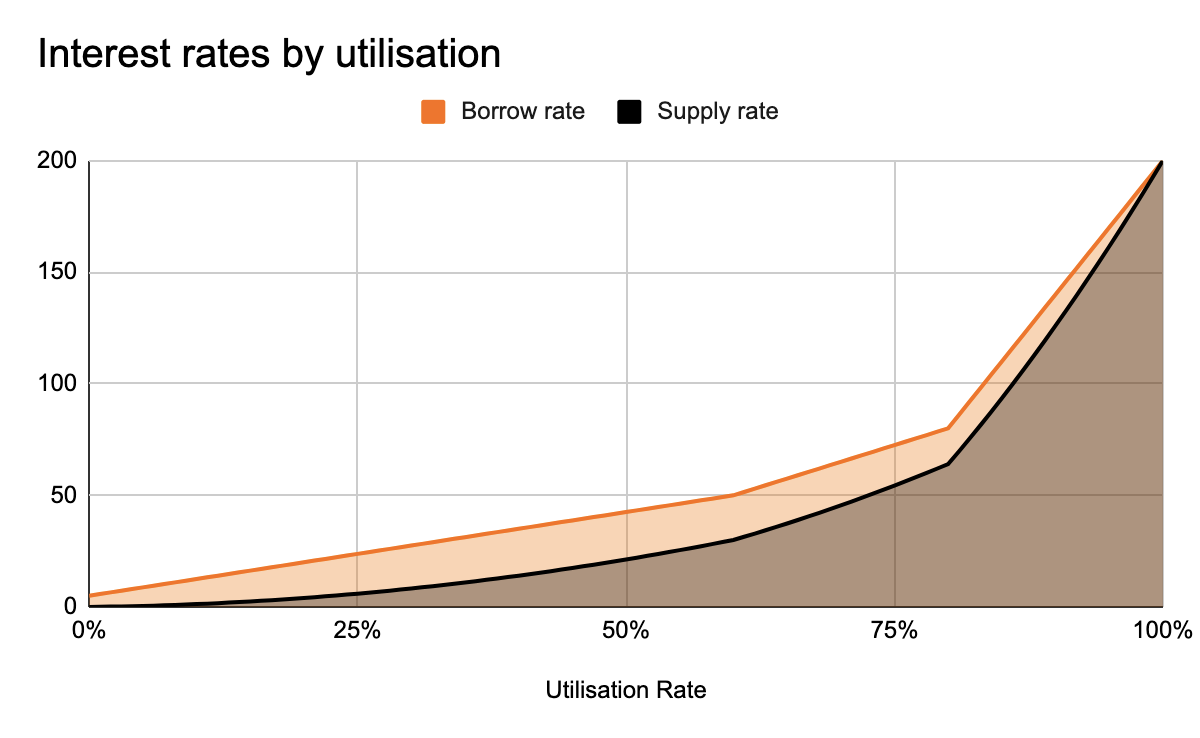 Interest rates by utilisation
Borrow rate Supply rate
200
150
100
50
0
0% 25% 50% 75% 100%
Utilisation Rate